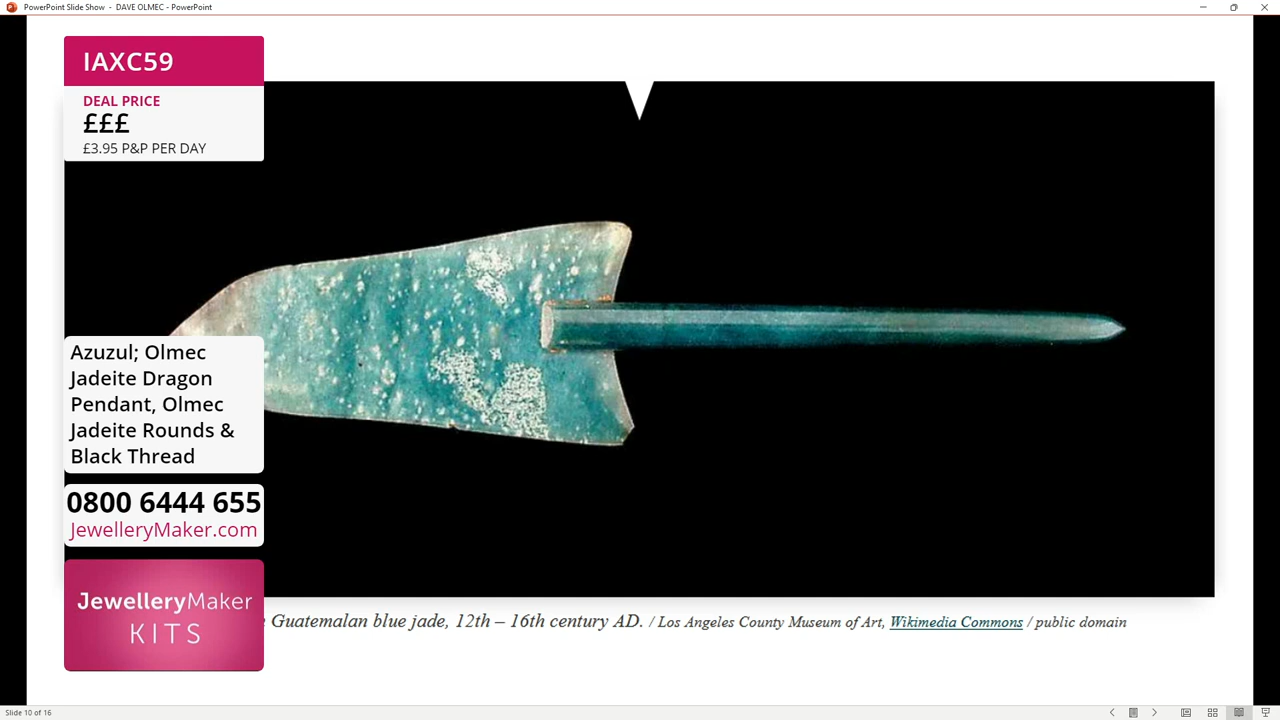 PowerPoint Slide Show - DAVE OLMEC - PowerPoint
IAXC59
DEAL PRICE
£££
£3.95 P&P PER DAY
Azuzul; Olmec
Jadeite Dragon
Pendant, Olmec
Jadeite Rounds &
Black Thread
0800 6444 655
JewelleryMaker.com
JewelleryMaker
KITS
Guatemalan blue jade, 12th – 16th century AD. / Los Angeles County Museum of Art, Wikimedia Commons / public domain
Slide 10 of 16